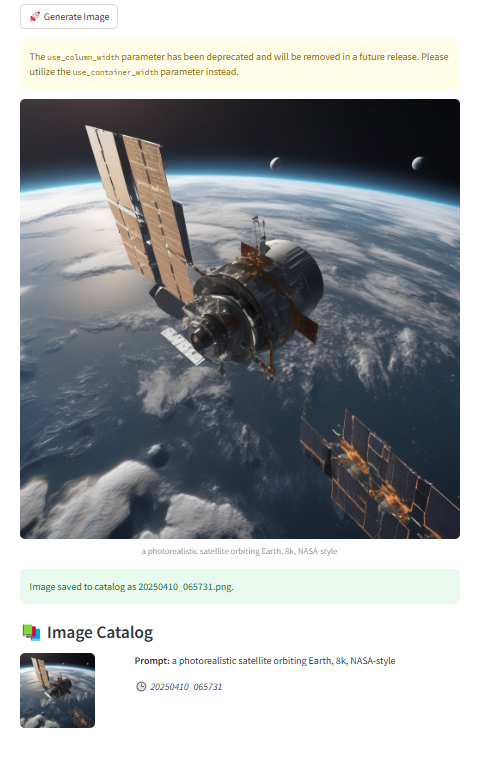 🚀 Generate Image
The use_column_width parameter has been deprecated and will be removed in a future release. Please
utilize the use_container_width parameter instead.
a photorealistic satellite orbiting Earth, 8k, NASA-style
Image saved to catalog as 20250410_065731.png.
📚 Image Catalog
Prompt: a photorealistic satellite orbiting Earth, 8k, NASA-style
🕒 20250410_065731